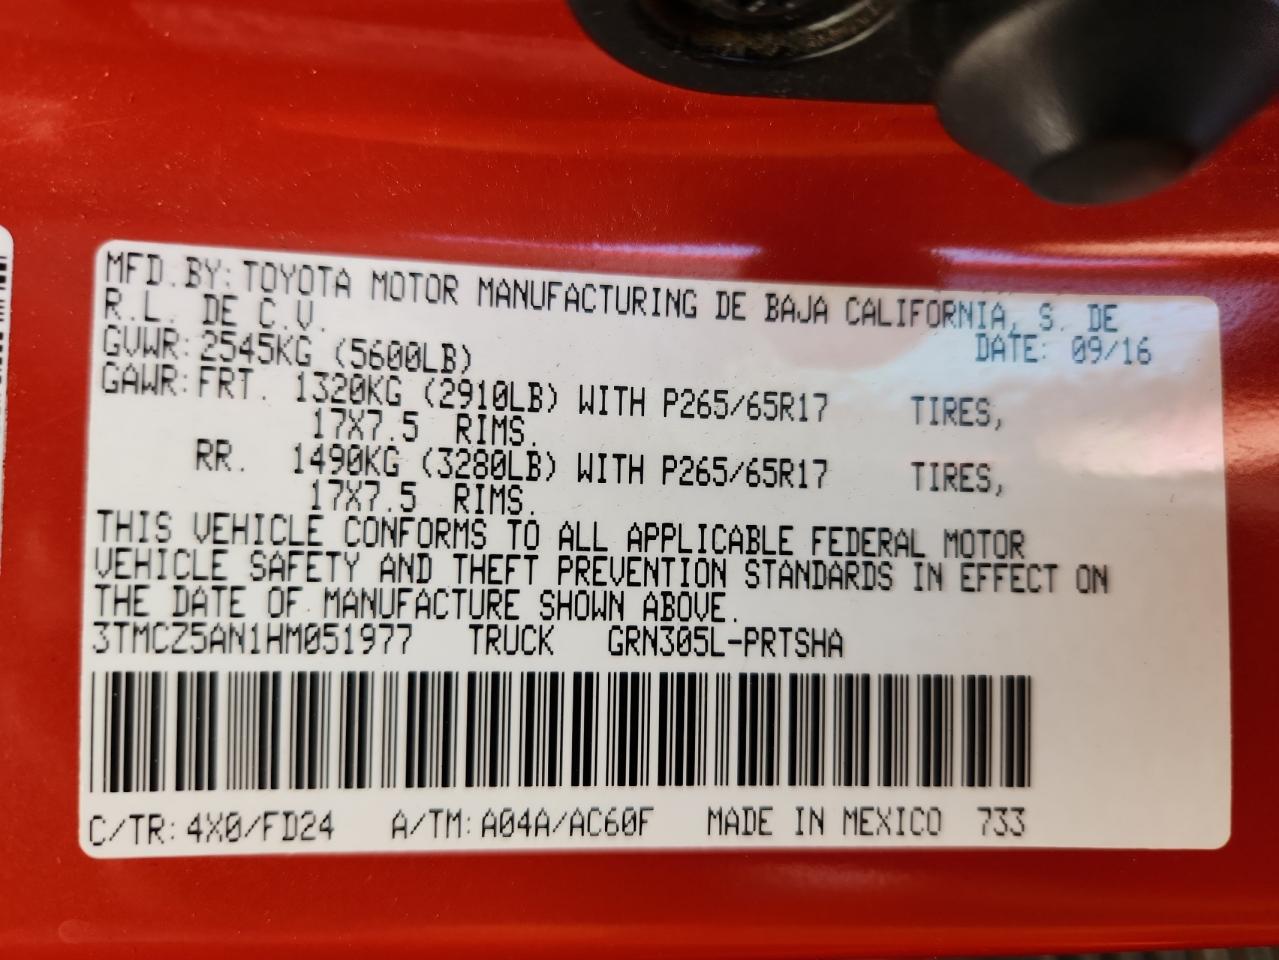 MFD.BY: TOYOTA MOTOR MANUFACTURING DE BAJA CALIFORNIA, S. DE
R.L. DE C.V.
DATE: 09/16
GVWR: 2545KG (5600LB)
GAWR: FRT. 1320KG (2910LB) WITH P265/65R17 TIRES,
17X7.5 RIMS.
RR. 1490KG (3280LB) WITH P265/65R17 TIRES,
17X7.5 RIMS.
THIS VEHICLE CONFORMS TO ALL APPLICABLE FEDERAL MOTOR
VEHICLE SAFETY AND THEFT PREVENTION STANDARDS IN EFFECT ON
THE DATE OF MANUFACTURE SHOWN ABOVE.
3TMCZ5AN1HM051977 TRUCK GRN305L-PRTSHA
C/TR: 4X0/FD24 A/TM: A04A/AC60F MADE IN MEXICO 733